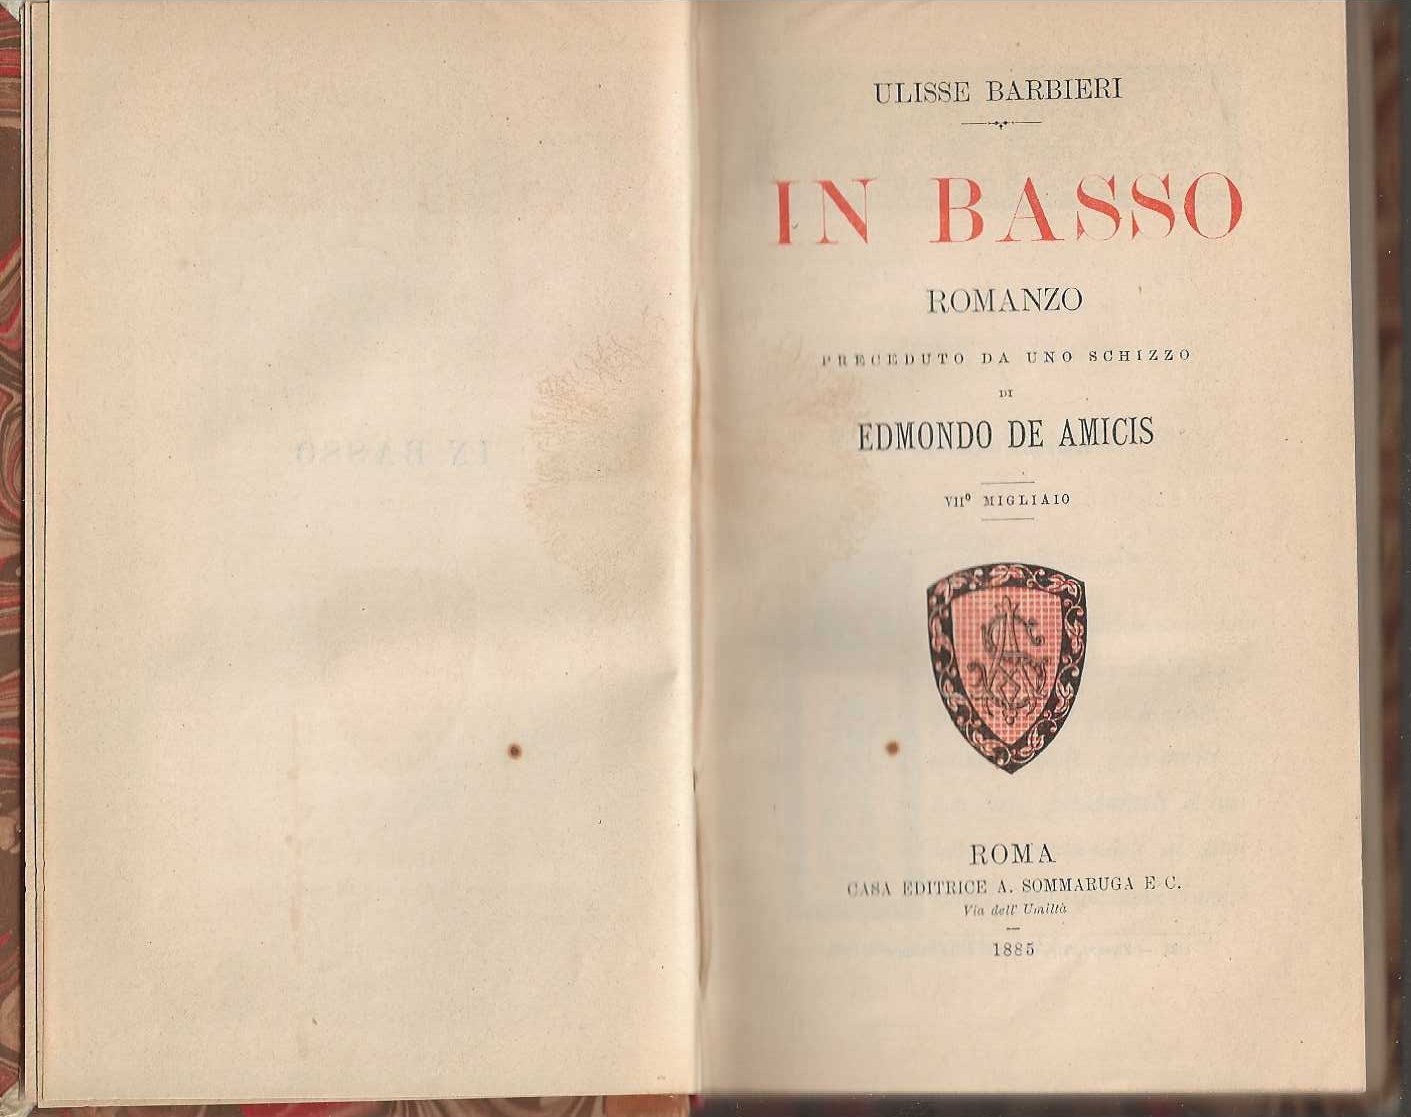 ULISSE BARBIERI
IN BASSO
ROMANZO
PRECEDUTO DA UNO SCHIZZO
DI
EDMONDO DE AMICIS
VIIº MIGLIAIO
ROMA
CASA EDITRICE A. SOMMARUGA E C.
Via dell' Umiltà
1885